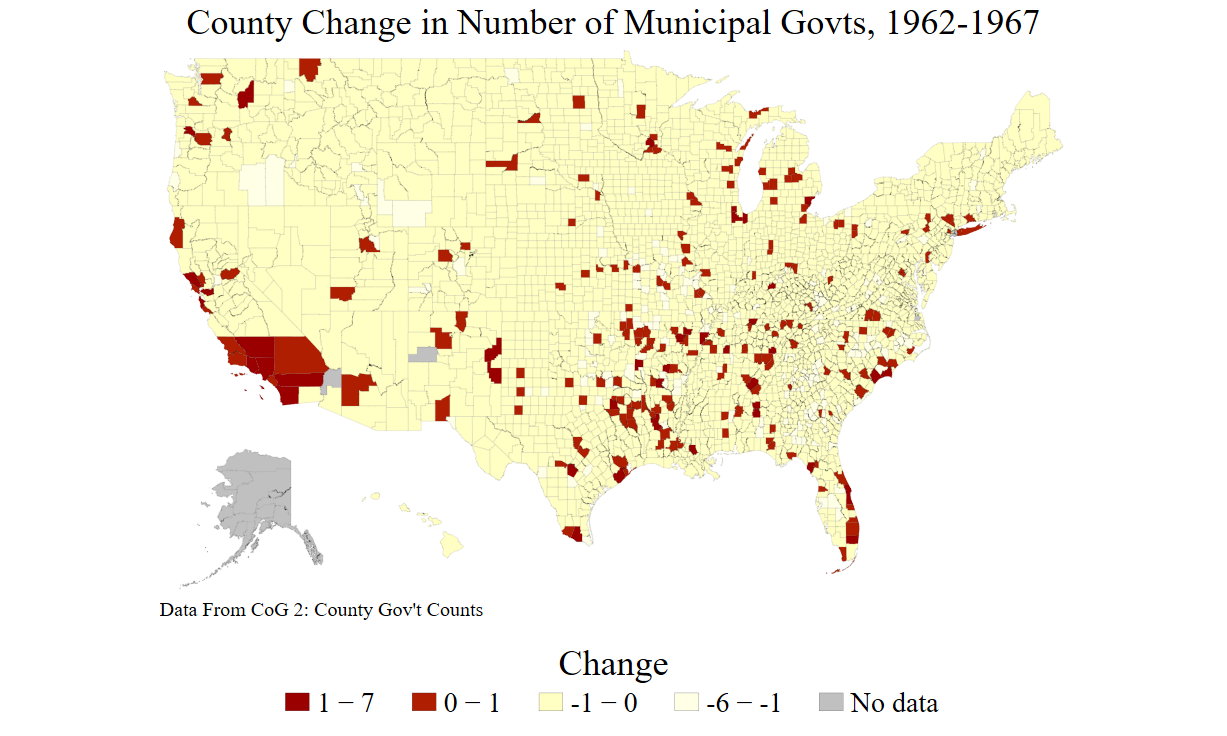 County Change in Number of Municipal Govts, 1962-1967
Data From CoG 2: County Gov't Counts
Change
1 − 7 0 − 1 -1 − 0 -6 − -1 No data